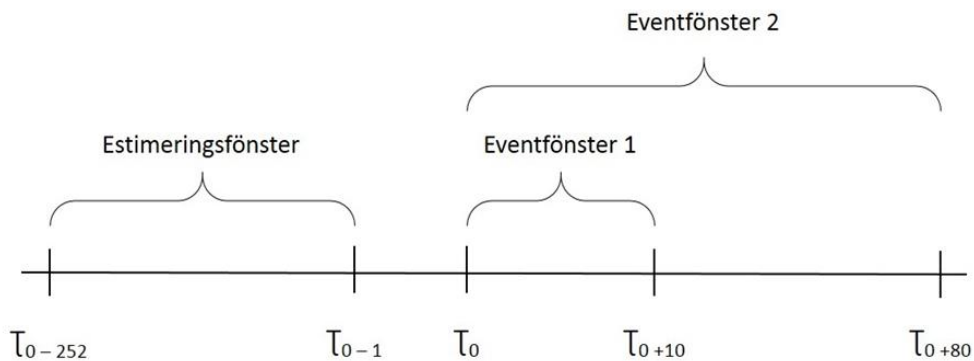 Eventfönster 2
Estimeringsfönster Eventfönster 1
τ0 – 252 τ0 – 1 τ0 τ0 +10 τ0 +80